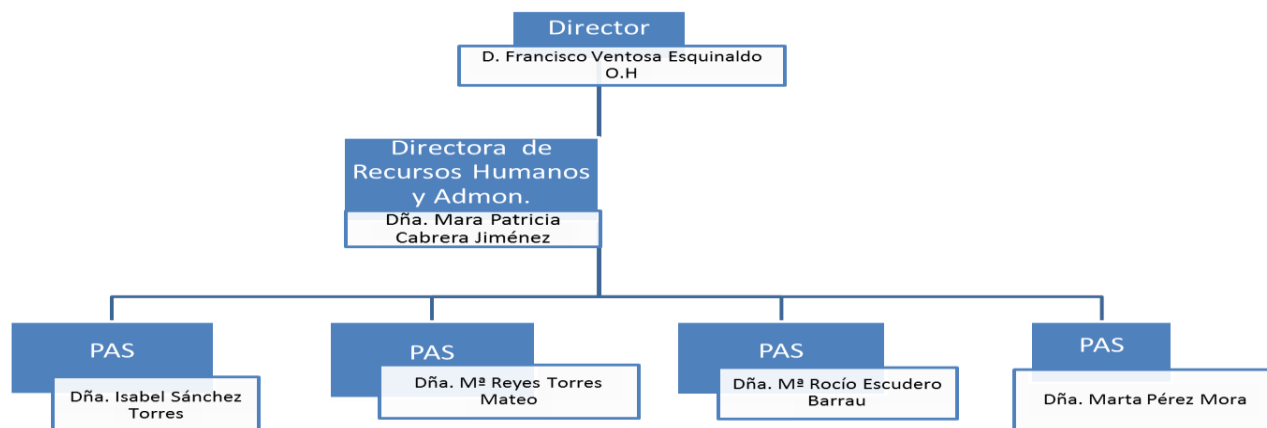 Director
D. Francisco Ventosa Esquinaldo
O.H
Directora de
Recursos Humanos
y Admon.
Dña. Mara Patricia
Cabrera Jiménez
PAS
Dña. Isabel Sánchez
Torres
PAS
Dña. Mª Reyes Torres
Mateo
PAS
Dña. Mª Rocío Escudero
Barrau
PAS
Dña. Marta Pérez Mora